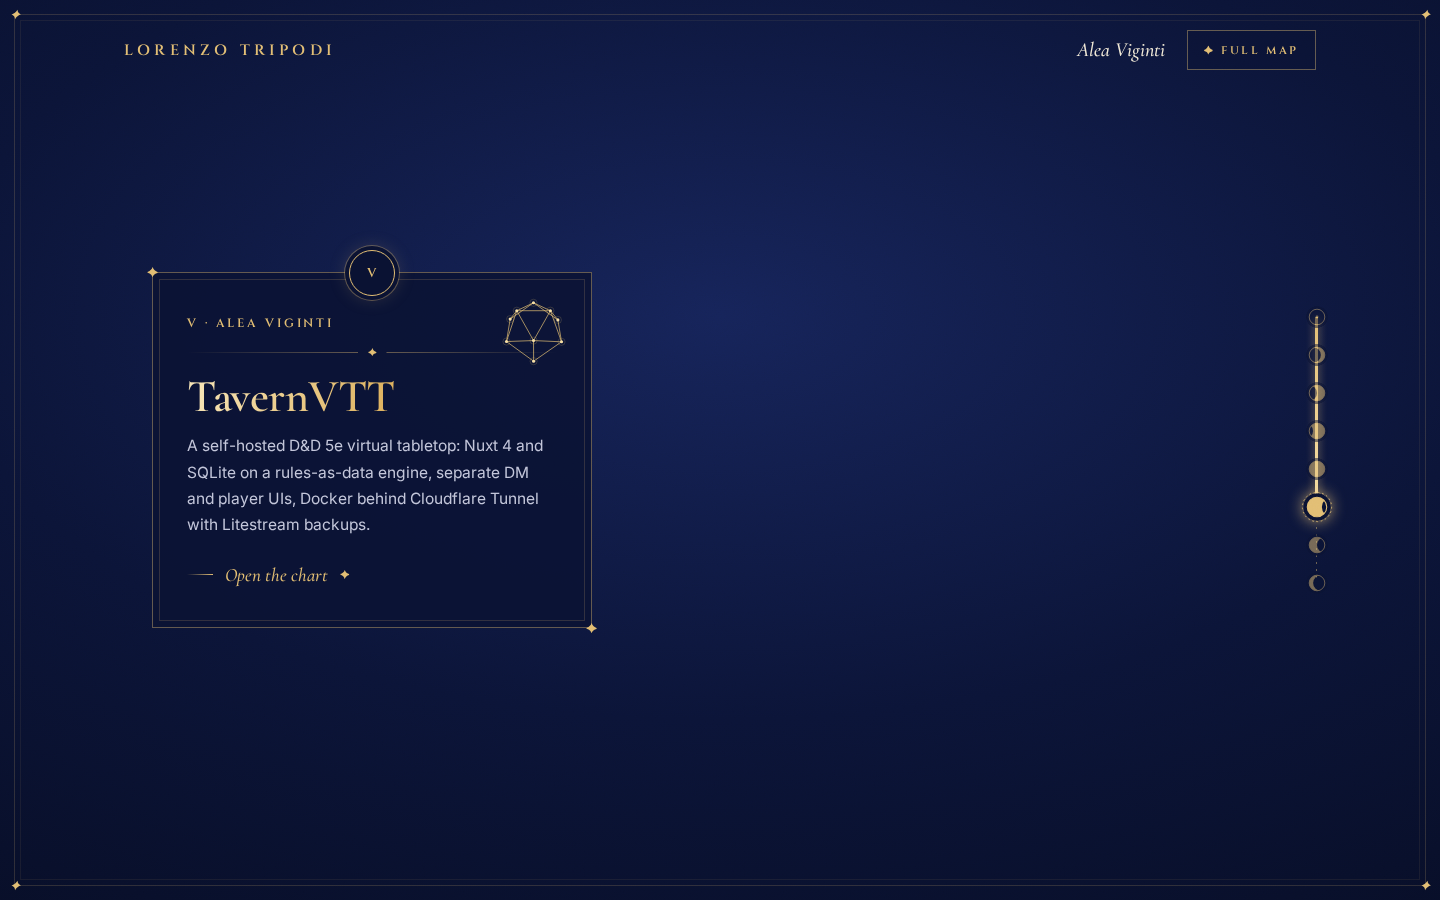 LORENZO TRIPODI
Alea Viginti
FULL MAP
V
V · ALEA VIGINTI
TavernVTT
A self-hosted D&D 5e virtual tabletop: Nuxt 4 and
SQLite on a rules-as-data engine, separate DM
and player UIs, Docker behind Cloudflare Tunnel
with Litestream backups.
Open the chart